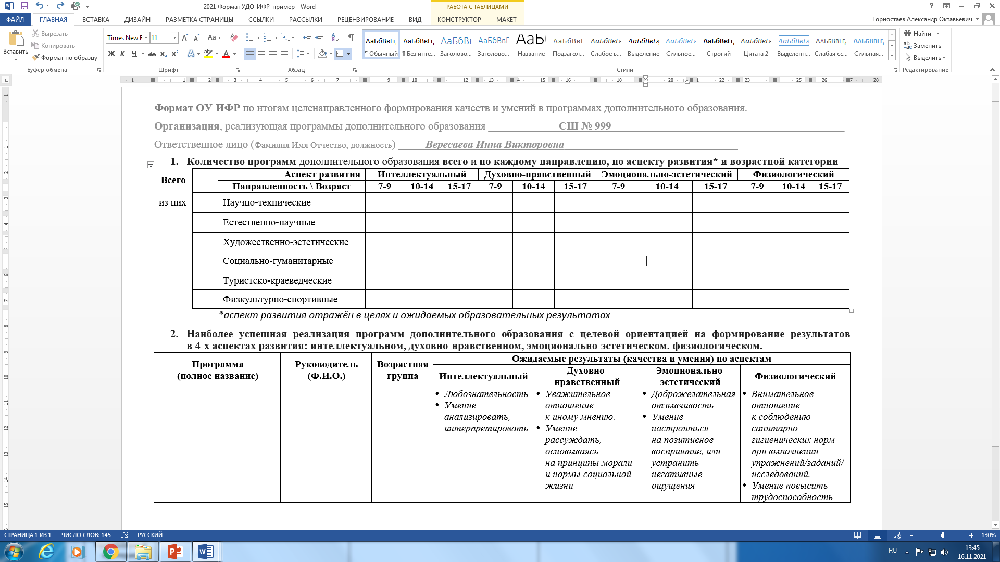 2021 Формат УДО-ИФР-пример - Word
РАБОТА С ТАБЛИЦАМИ
ФАЙЛ ГЛАВНАЯ ВСТАВКА ДИЗАЙН РАЗМЕТКА СТРАНИЦЫ ССЫЛКИ РАССЫЛКИ РЕЦЕНЗИРОВАНИЕ ВИД КОНСТРУКТОР МАКЕТ
Горностаев Александр Октавьевич
Вставить
Вырезать
Копировать
Формат по образцу
Буфер обмена
Times New R 11
Ж К Ч abc x₂ x²
Шрифт
Абзац
АаБбВвГг, АаБбВвГг, АаБбВе АаБбВвГ АаБ АаБбВвГ АаБбВвГг АаБбВвГг АаБбВвГг АаБбВвГг, АаБбВвГг АаБбВвГг АаБбВвГг АаБбВвГг,
¶ Обычный ¶ Без инте... Заголово... Заголово... Название Подзагол... Слабое в... Выделение Сильное... Строгий Цитата 2 Выделенн... Слабая сс... Сильная...
Стили
Найти
Заменить
Выделить
Редактирование
Формат ОУ-ИФР по итогам целенаправленного формирования качеств и умений в программах дополнительного образования.
Организация, реализующая программы дополнительного образования СШ № 999
Ответственное лицо (Фамилия Имя Отчество, должность) Вересаева Инна Викторовна
1. Количество программ дополнительного образования всего и по каждому направлению, по аспекту развития* и возрастной категории
Всего
из них
Аспект развития Интеллектуальный Духовно-нравственный Эмоционально-эстетический Физиологический
Направленность \ Возраст 7-9 10-14 15-17 7-9 10-14 15-17 7-9 10-14 15-17 7-9 10-14 15-17
Научно-технические
Естественно-научные
Художественно-эстетические
Социально-гуманитарные
Туристско-краеведческие
Физкультурно-спортивные
*аспект развития отражён в целях и ожидаемых образовательных результатах
2. Наиболее успешная реализация программ дополнительного образования с целевой ориентацией на формирование результатов
в 4-х аспектах развития: интеллектуальном, духовно-нравственном, эмоционально-эстетическом. физиологическом.
Программа
(полное название)
Руководитель
(Ф.И.О.)
Возрастная
группа
Ожидаемые результаты (качества и умения) по аспектам
Интеллектуальный
Духовно-
нравственный
Эмоционально-
эстетический
Физиологический
• Любознательность
• Умение
анализировать,
интерпретировать
• Уважительное
отношение
к иному мнению.
• Умение
рассуждать,
основываясь
на принципы морали
и нормы социальной
жизни
• Доброжелательная
отзывчивость
• Умение
настроиться
на позитивное
восприятие, или
устранить
негативные
ощущения
• Внимательное
отношение
к соблюдению
санитарно-
гигиенических норм
при выполнении
упражнений/заданий/
исследований.
• Умение повысить
трудоспособность
СТРАНИЦА 1 ИЗ 1 ЧИСЛО СЛОВ: 145 РУССКИЙ 130%
RU 13:45
16.11.2021